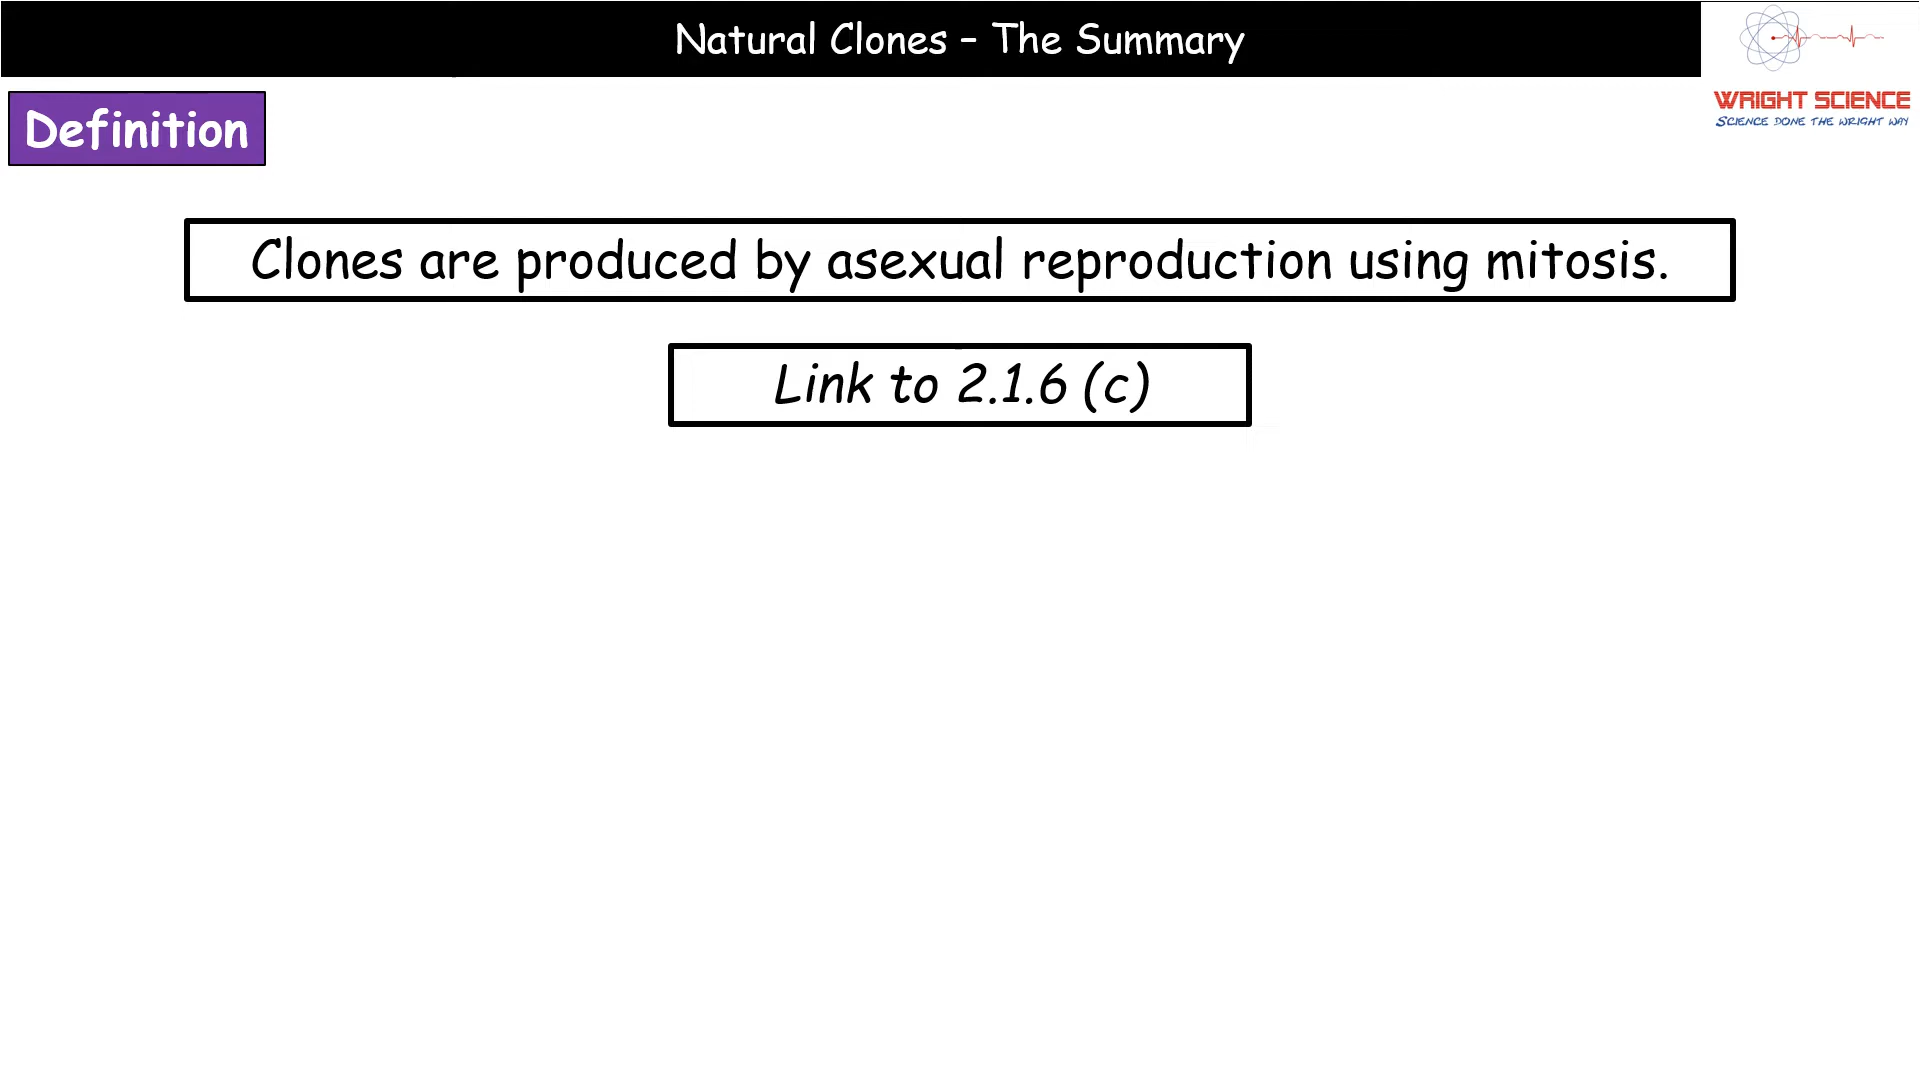 Natural Clones – The Summary
WRIGHT SCIENCE
SCIENCE DONE THE WRIGHT WAY
Definition
Clones are produced by asexual reproduction using mitosis.
Link to 2.1.6 (c)